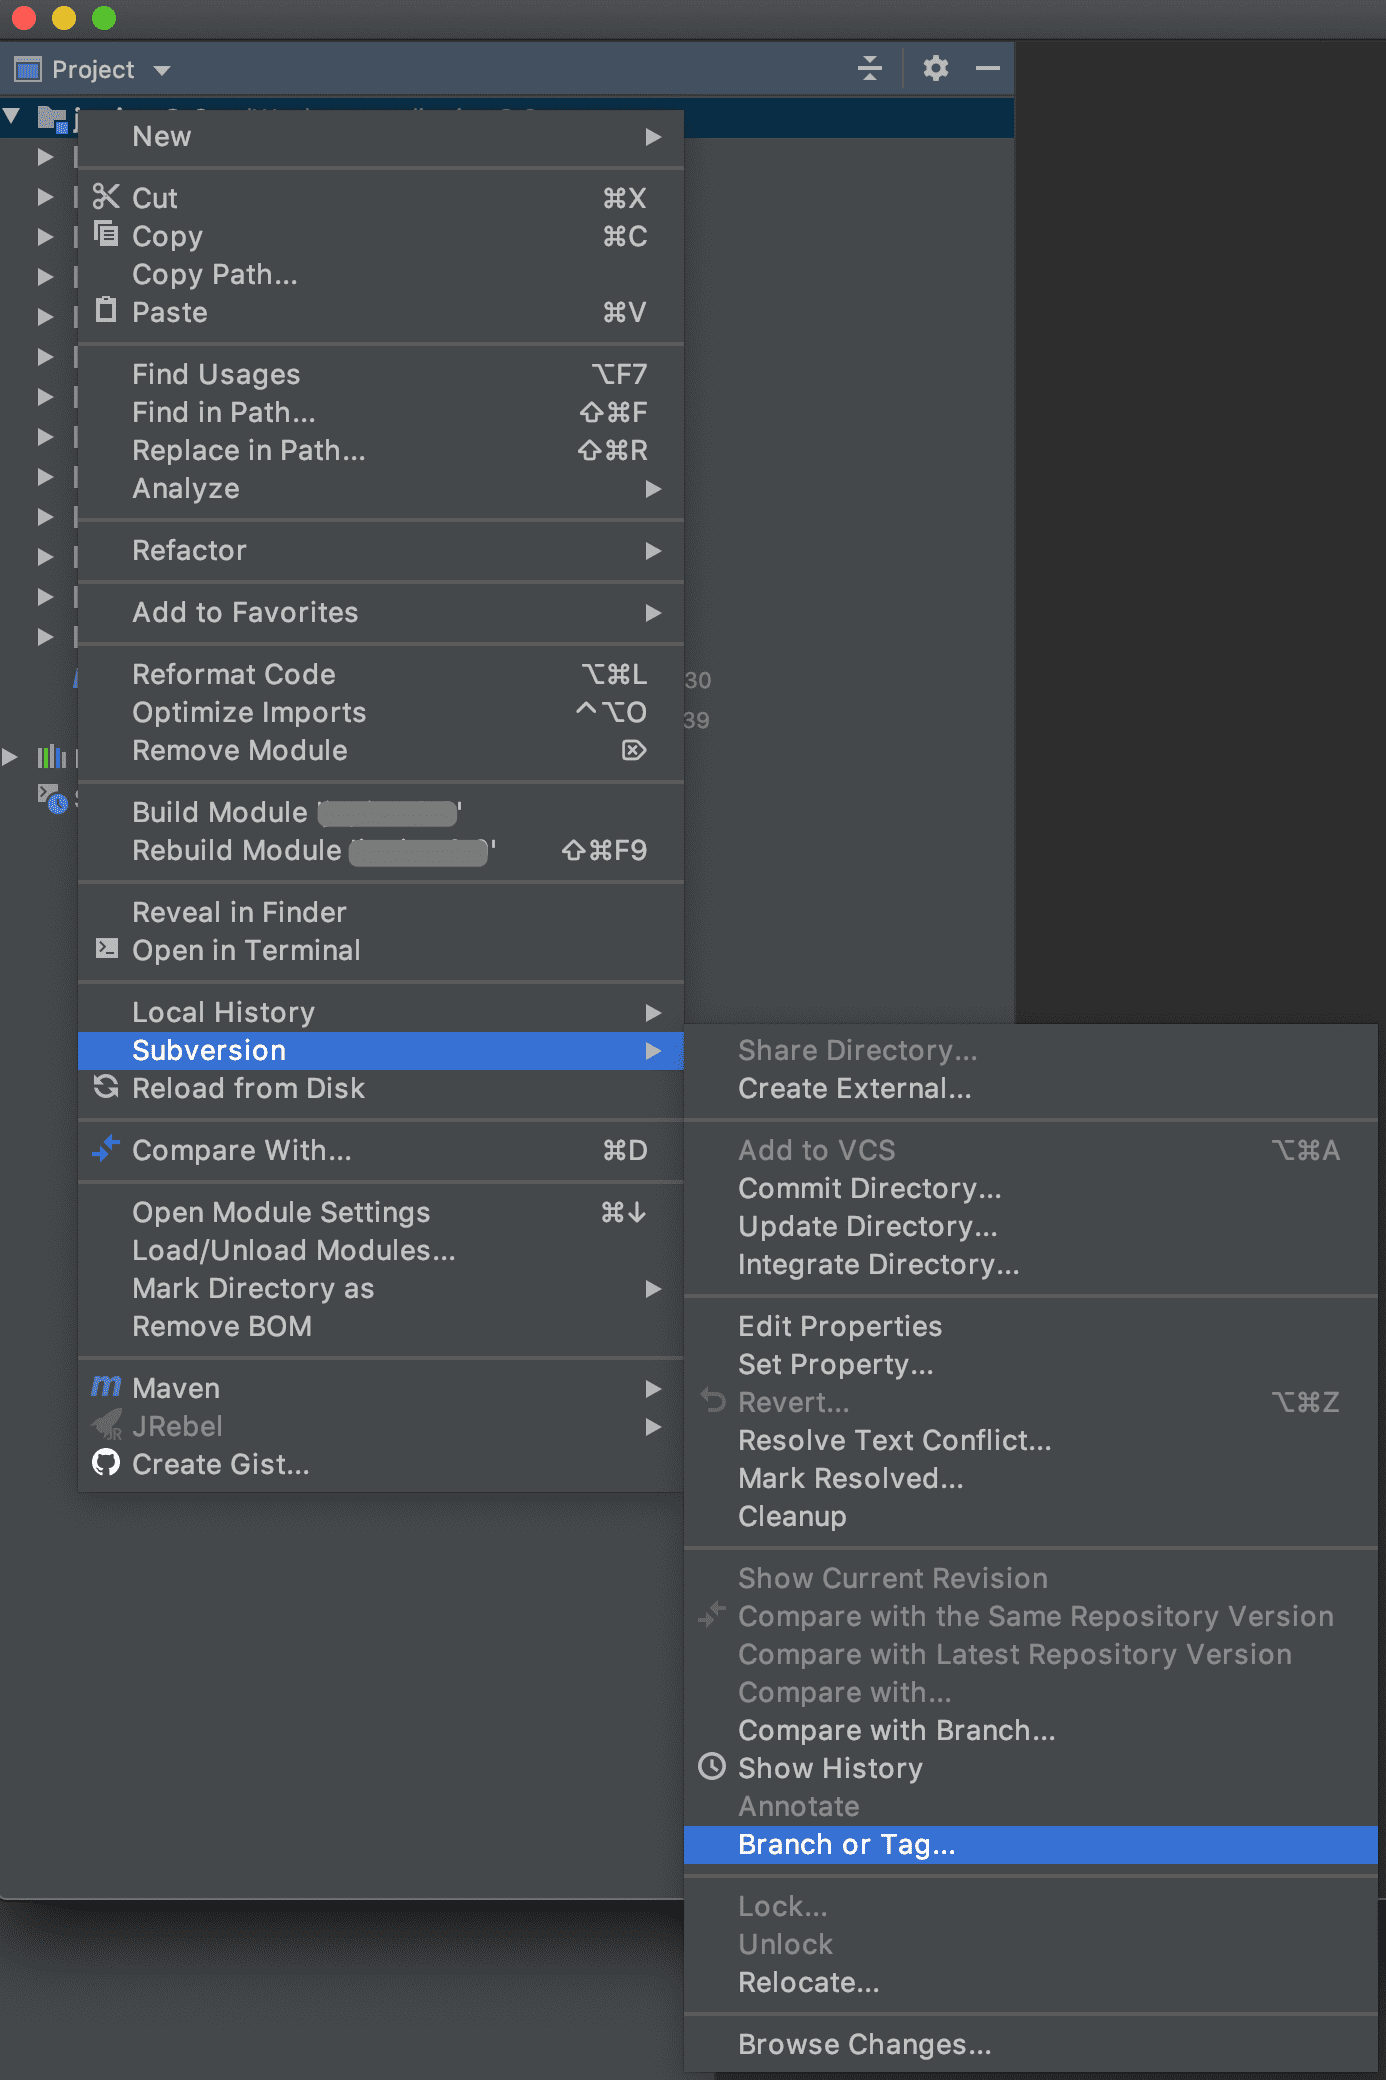 Project
New
Cut ⌘X
Copy ⌘C
Copy Path...
Paste ⌘V
Find Usages ⌥F7
Find in Path... ⇧⌘F
Replace in Path... ⇧⌘R
Analyze
Refactor
Add to Favorites
Reformat Code ⌥⌘L
30
Optimize Imports ^⌥O
39
Remove Module ⌦
Build Module '
Rebuild Module ' ⇧⌘F9
Reveal in Finder
Open in Terminal
Local History
Subversion
Reload from Disk
Compare With... ⌘D
Open Module Settings ⌘↓
Load/Unload Modules...
Mark Directory as
Remove BOM
Maven
JRebel
Create Gist...
Share Directory...
Create External...
Add to VCS ⌥⌘A
Commit Directory...
Update Directory...
Integrate Directory...
Edit Properties
Set Property...
Revert... ⌥⌘Z
Resolve Text Conflict...
Mark Resolved...
Cleanup
Show Current Revision
Compare with the Same Repository Version
Compare with Latest Repository Version
Compare with...
Compare with Branch...
Show History
Annotate
Branch or Tag...
Lock...
Unlock
Relocate...
Browse Changes...